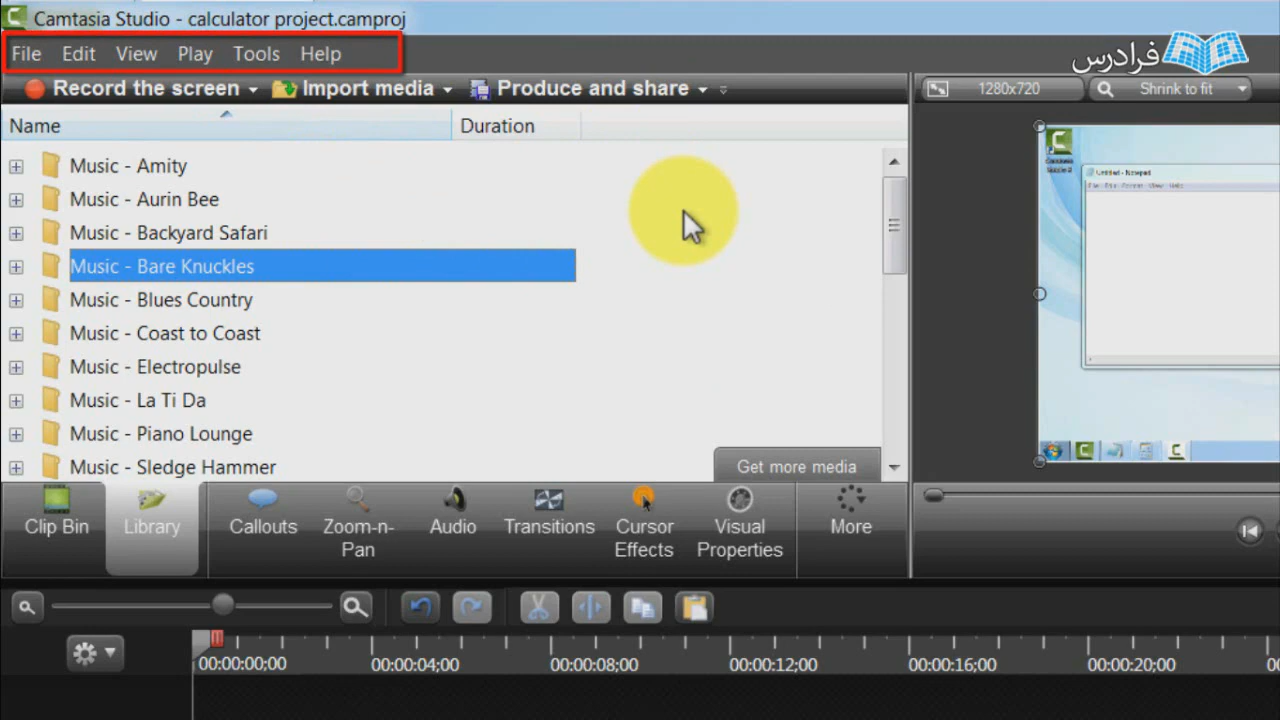 Camtasia Studio - calculator project.camproj
File Edit View Play Tools Help
فرادرس
Record the screen Import media Produce and share
1280x720 Shrink to fit
Name Duration
Music - Amity
Music - Aurin Bee
Music - Backyard Safari
Music - Bare Knuckles
Music - Blues Country
Music - Coast to Coast
Music - Electropulse
Music - La Ti Da
Music - Piano Lounge
Music - Sledge Hammer
Untitled - Notepad
Get more media
Clip Bin Library Callouts Zoom-n-Pan Audio Transitions Cursor Effects Visual Properties More
00:00:00;00 00:00:04;00 00:00:08;00 00:00:12;00 00:00:16;00 00:00:20;00